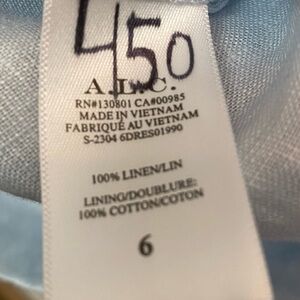 450
A.L.C.
RN#130801 CA#00985
MADE IN VIETNAM
FABRIQUÉ AU VIETNAM
S-2304 6DRES01990
100% LINEN/LIN
LINING/DOUBLURE:
100% COTTON/COTON
6